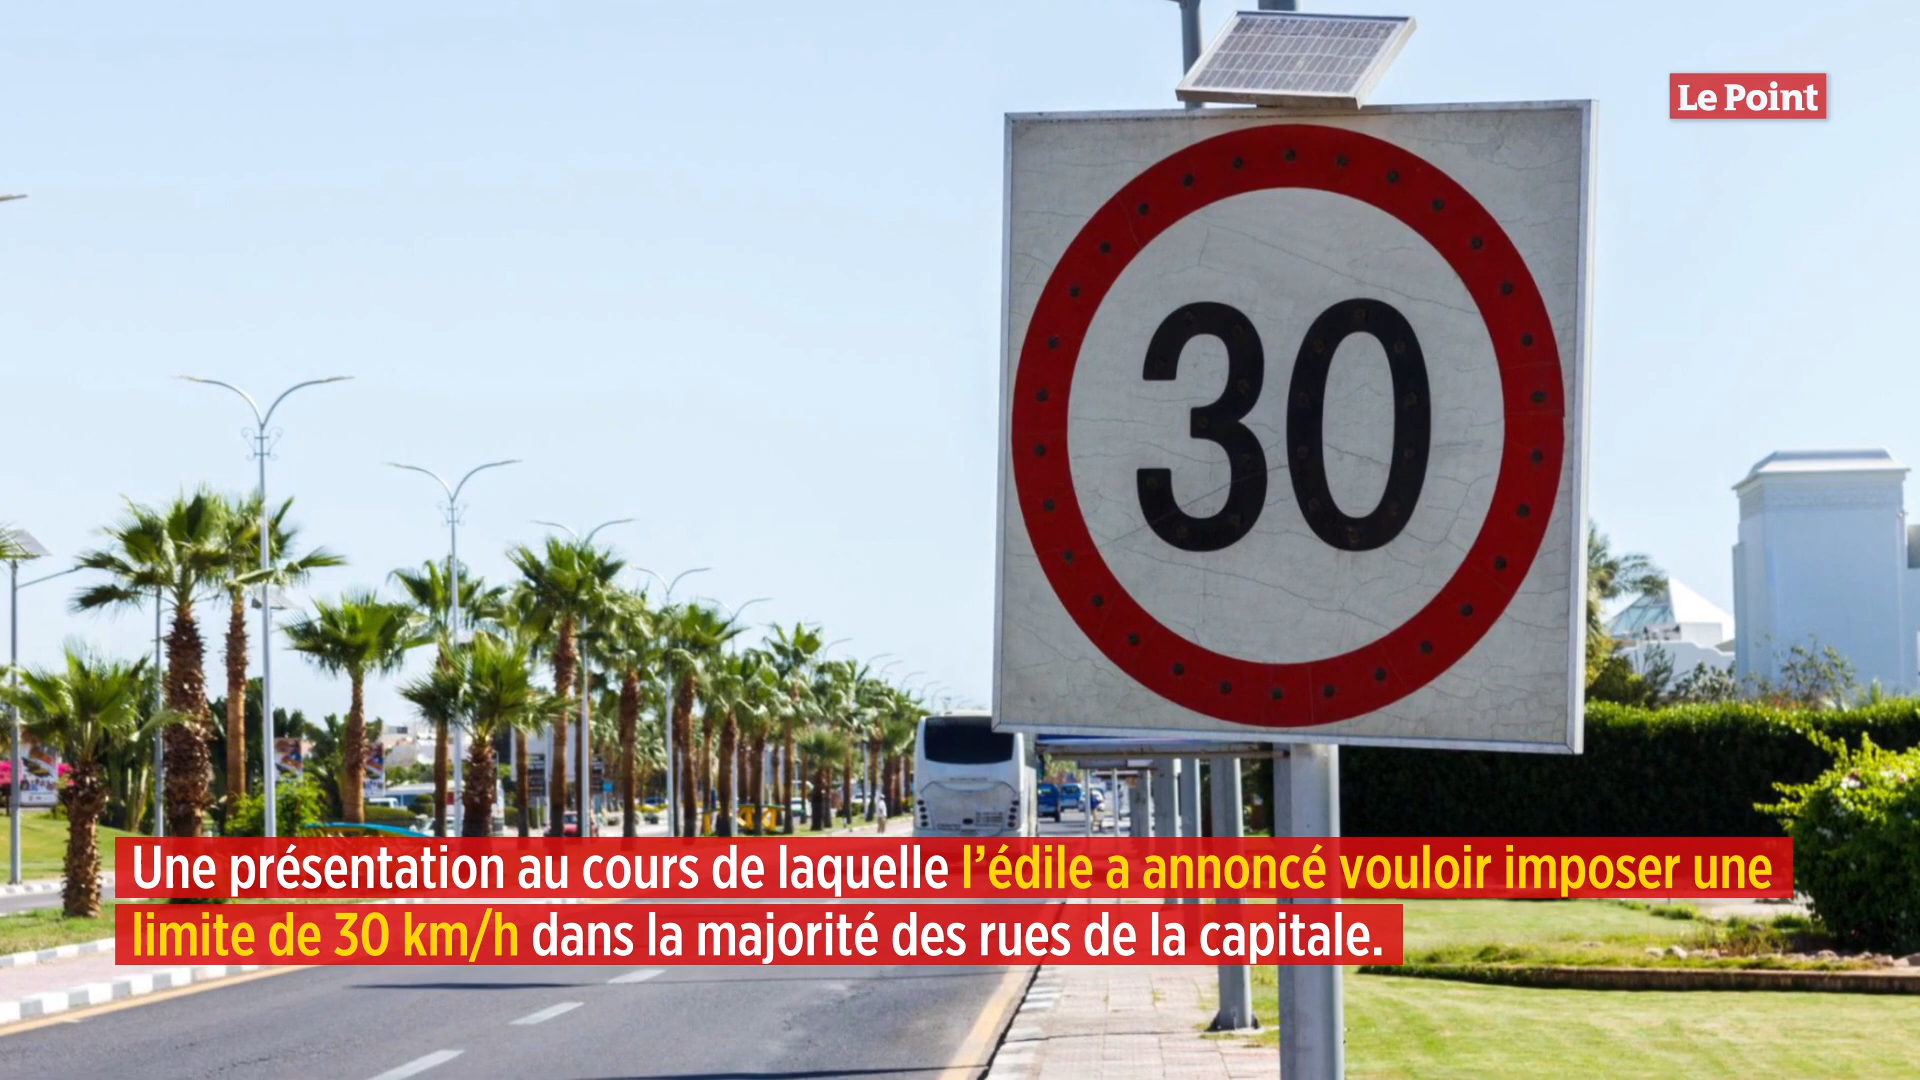 Le Point
30
Une présentation au cours de laquelle l’édile a annoncé vouloir imposer une
limite de 30 km/h dans la majorité des rues de la capitale.